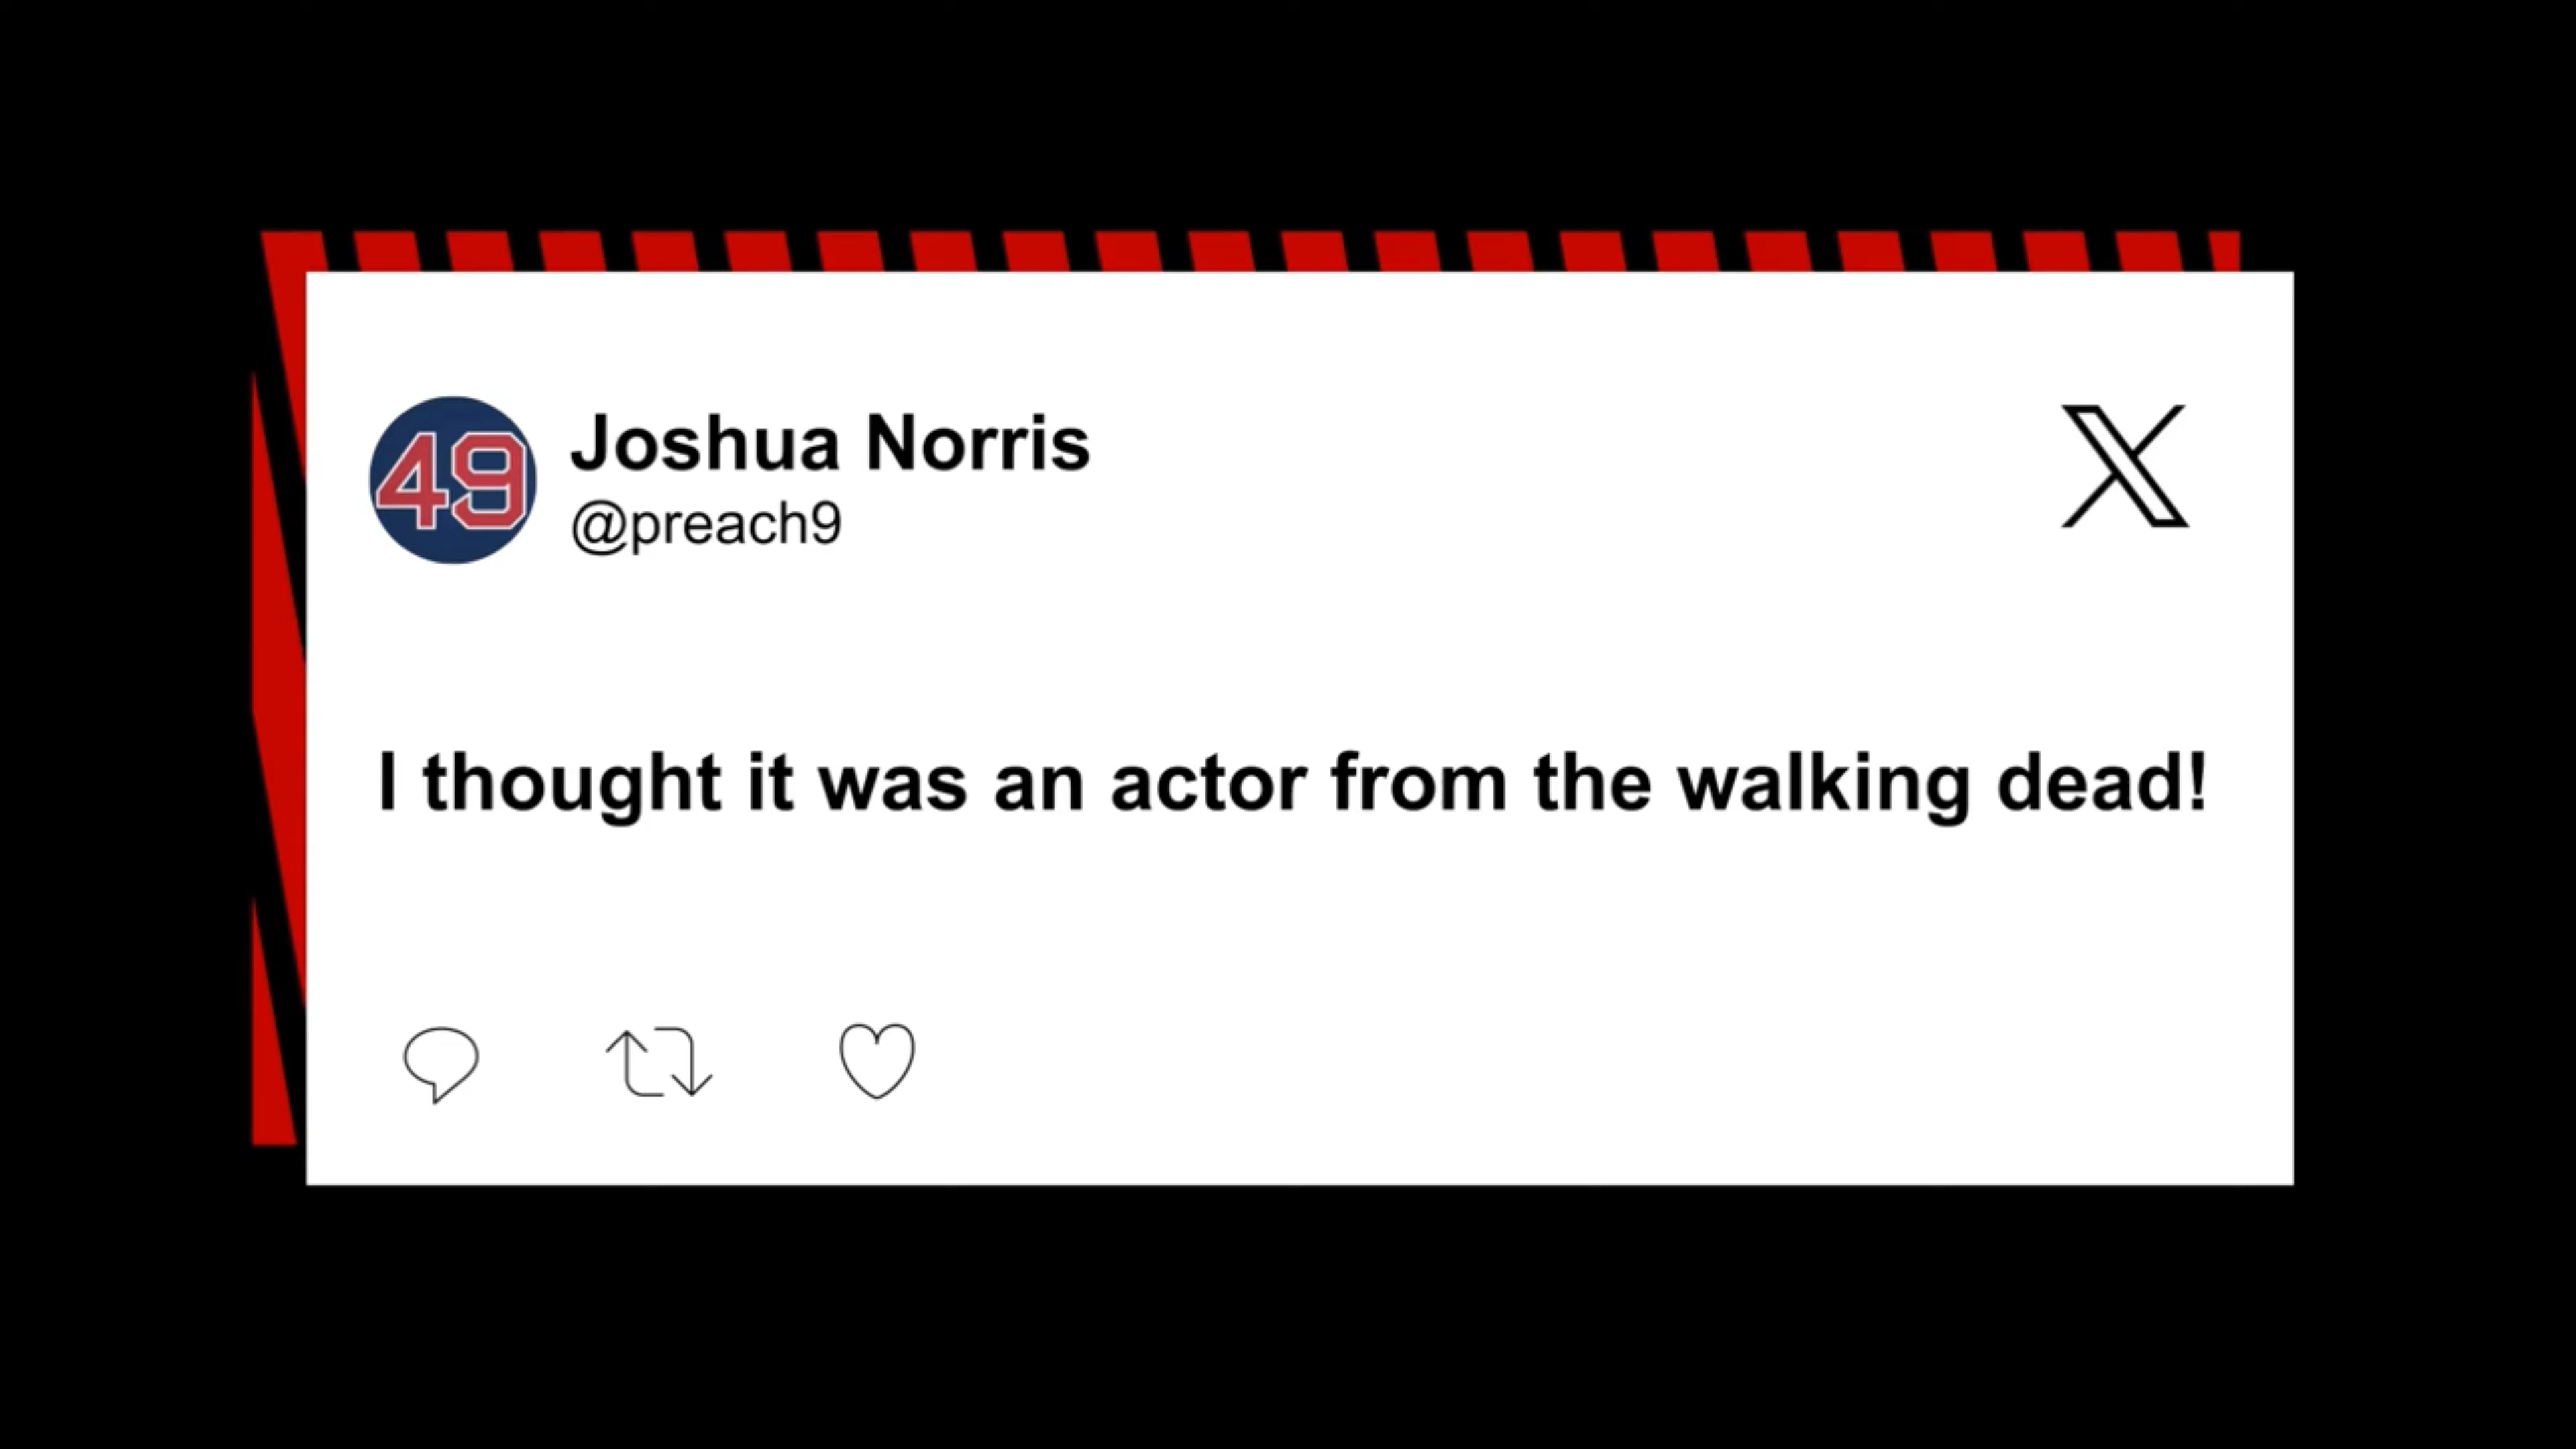 49
Joshua Norris
@preach9
I thought it was an actor from the walking dead!